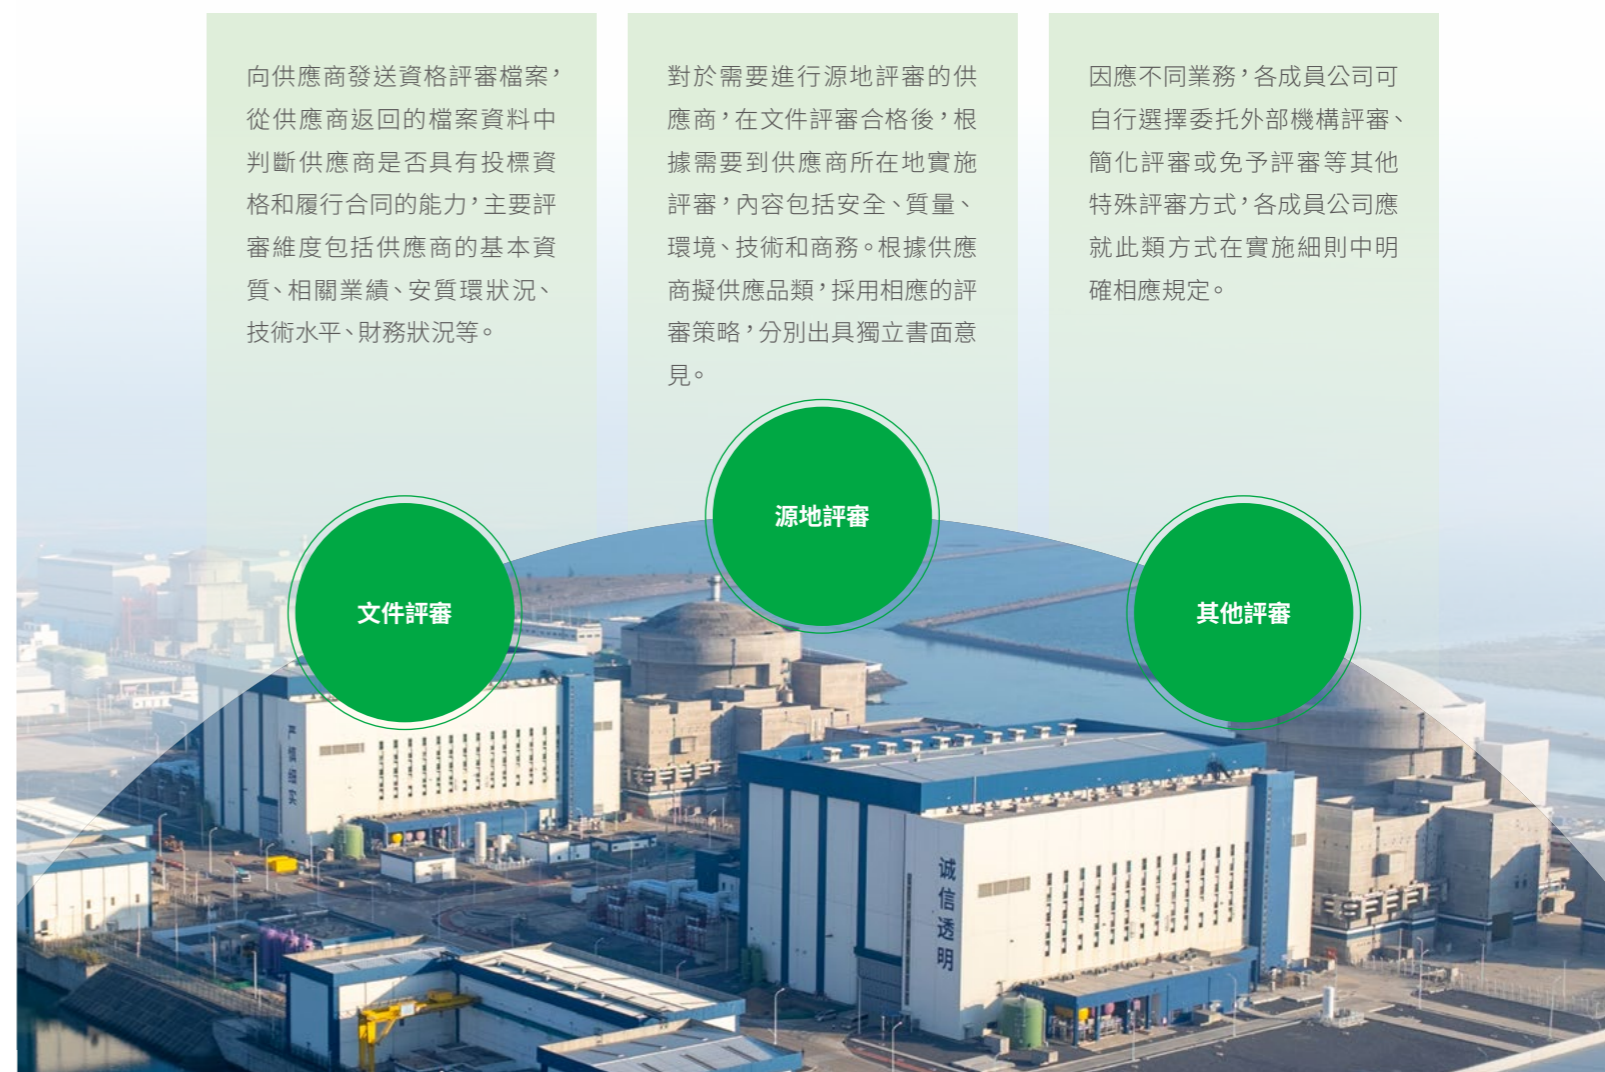 向供應商發送資格評審檔案，
從供應商返回的檔案資料中
判斷供應商是否具有投標資
格和履行合同的能力，主要評
審維度包括供應商的基本資
質、相關業績、安質環狀況、
技術水平、財務狀況等。
對於需要進行源地評審的供
應商，在文件評審合格後，根
據需要到供應商所在地實施
評審，內容包括安全、質量、
環境、技術和商務。根據供應
商擬供應品類，採用相應的評
審策略，分別出具獨立書面意
見。
因應不同業務，各成員公司可
自行選擇委托外部機構評審、
簡化評審或免予評審等其他
特殊評審方式，各成員公司應
就此類方式在實施細則中明
確相應規定。
文件評審
源地評審
其他評審
诚信透明